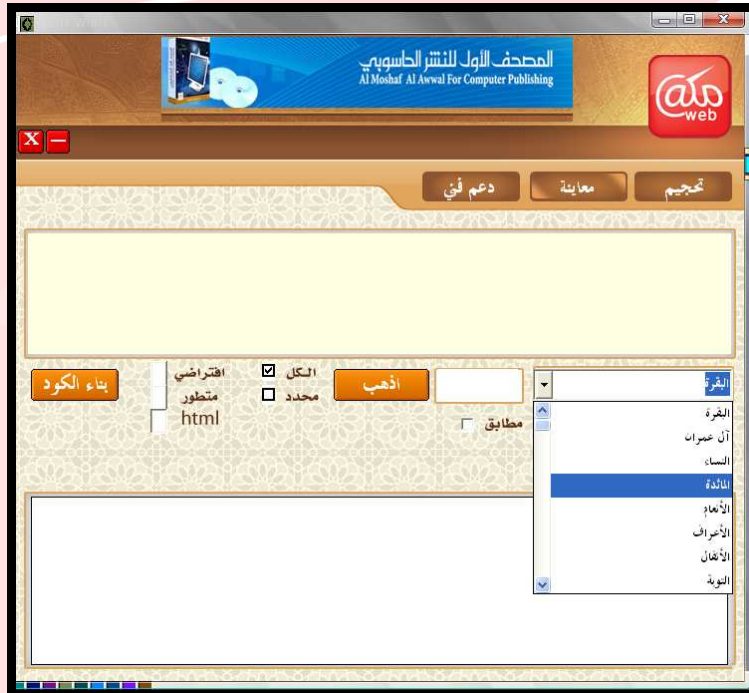 المصحف الأول للنشر الحاسوبي
Al Moshaf Al Awwal For Computer Publishing
مكة
web
X
تحجيم
معاينة
دعم فني
البقرة
اذهب
الكل
محدد
افتراضي
متطور
html
بناء الكود
مطابق
البقرة
آل عمران
النساء
المائدة
الأنعام
الأعراف
الأنفال
التوبة